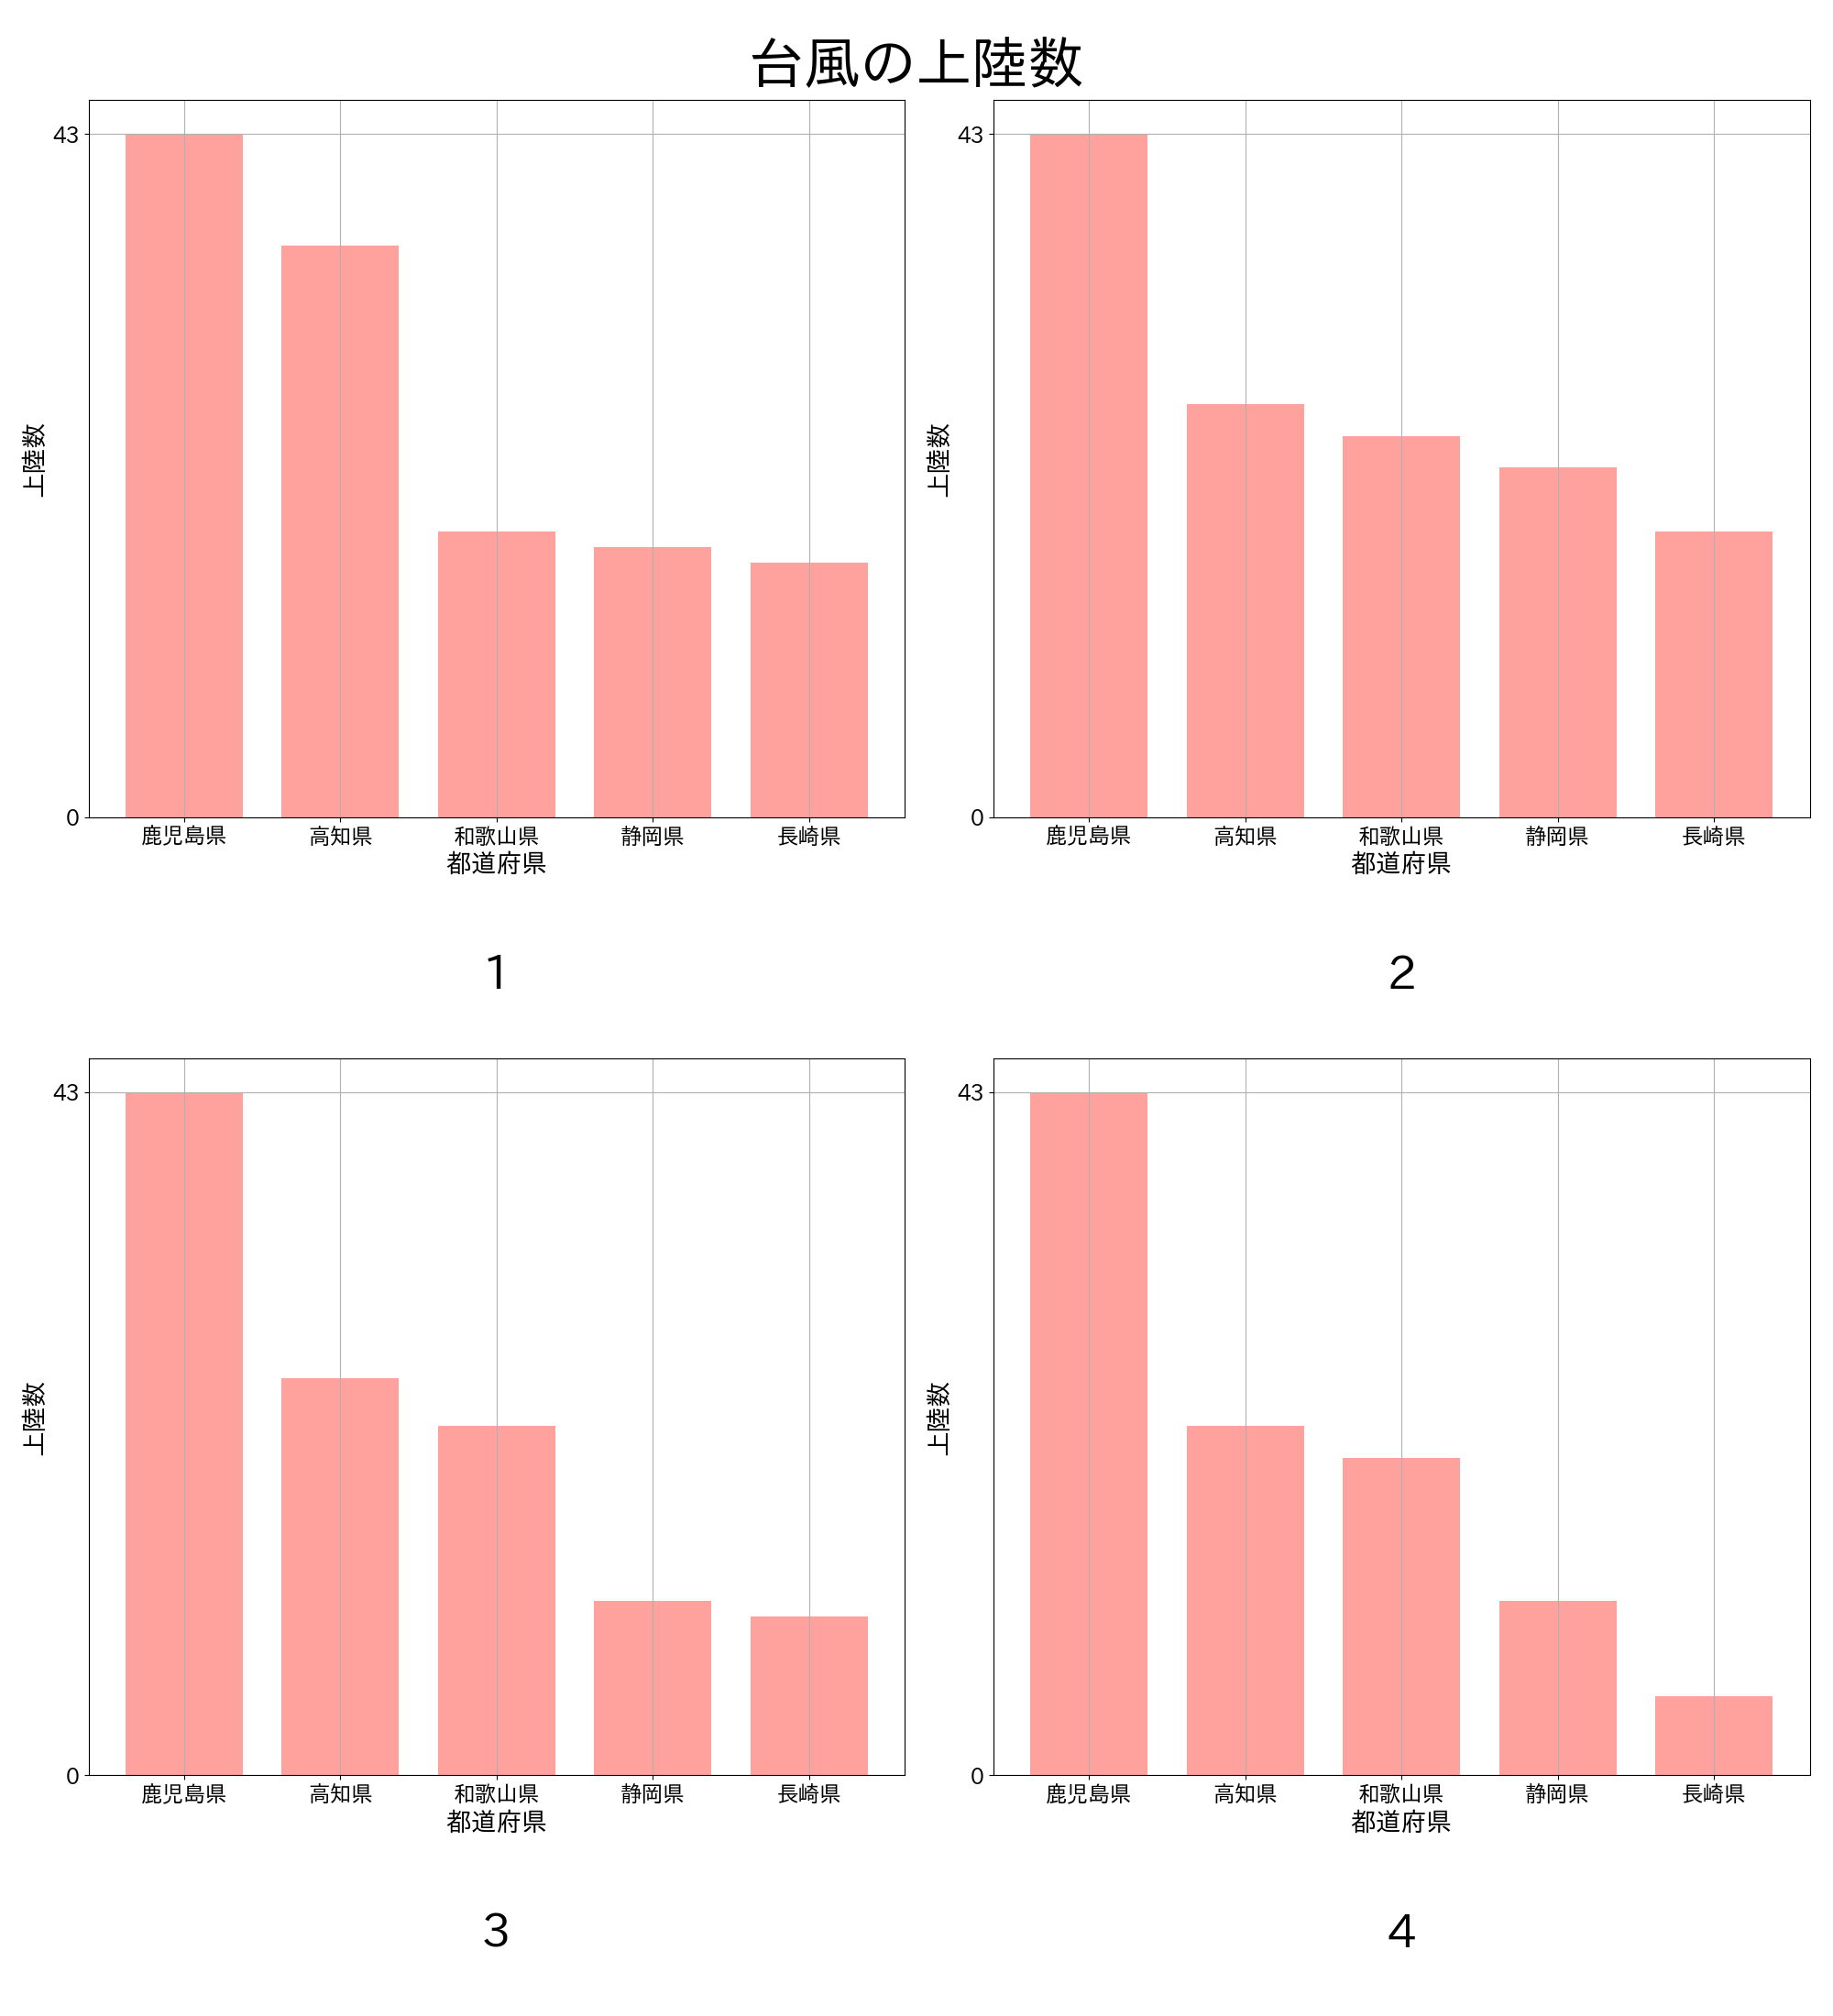 台風の上陸数
43
0
上陸数
鹿児島県 高知県 和歌山県 静岡県 長崎県
都道府県
1
43
0
上陸数
鹿児島県 高知県 和歌山県 静岡県 長崎県
都道府県
2
43
0
上陸数
鹿児島県 高知県 和歌山県 静岡県 長崎県
都道府県
3
43
0
上陸数
鹿児島県 高知県 和歌山県 静岡県 長崎県
都道府県
4